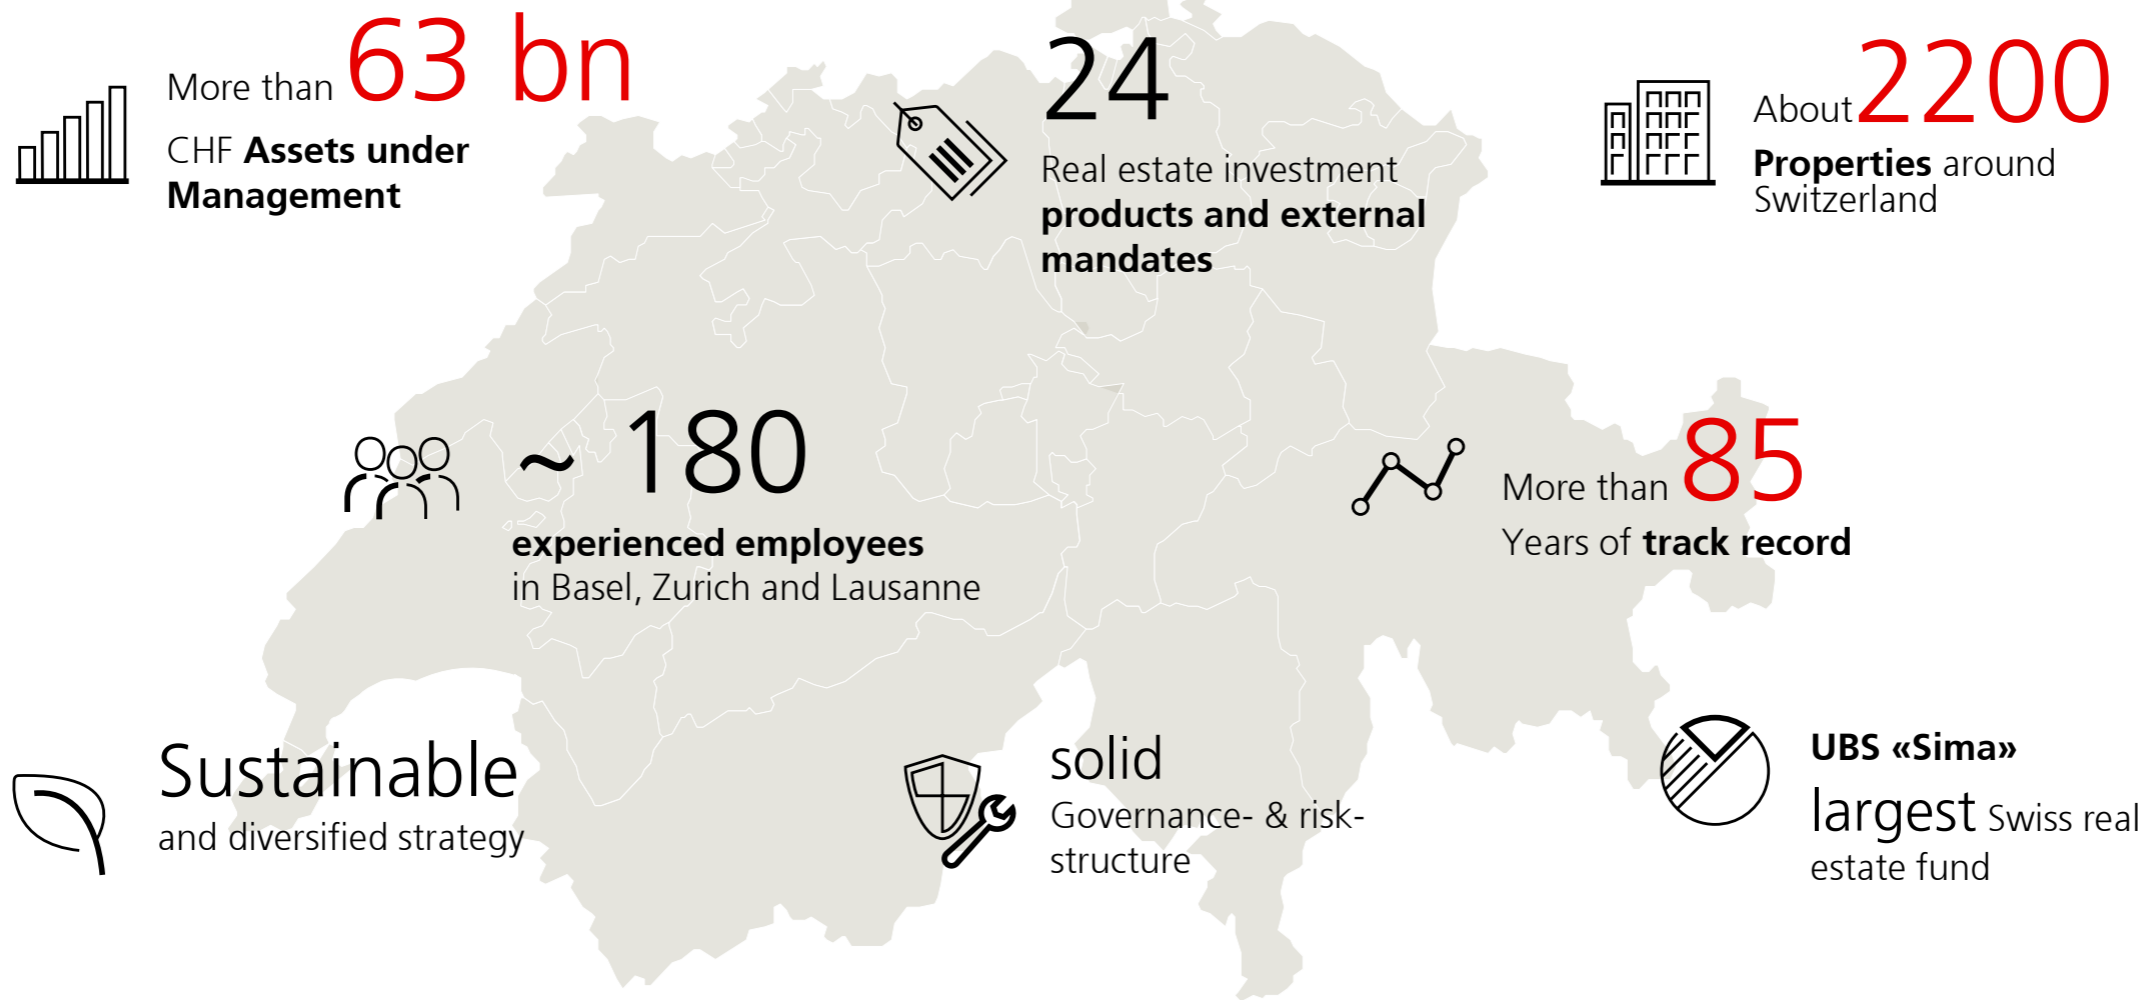 More than 63 bn
CHF Assets under
Management
24
Real estate investment
products and external
mandates
About 2200
Properties around
Switzerland
~ 180
experienced employees
in Basel, Zurich and Lausanne
More than 85
Years of track record
Sustainable
and diversified strategy
solid
Governance- & risk-
structure
UBS «Sima»
largest Swiss real
estate fund